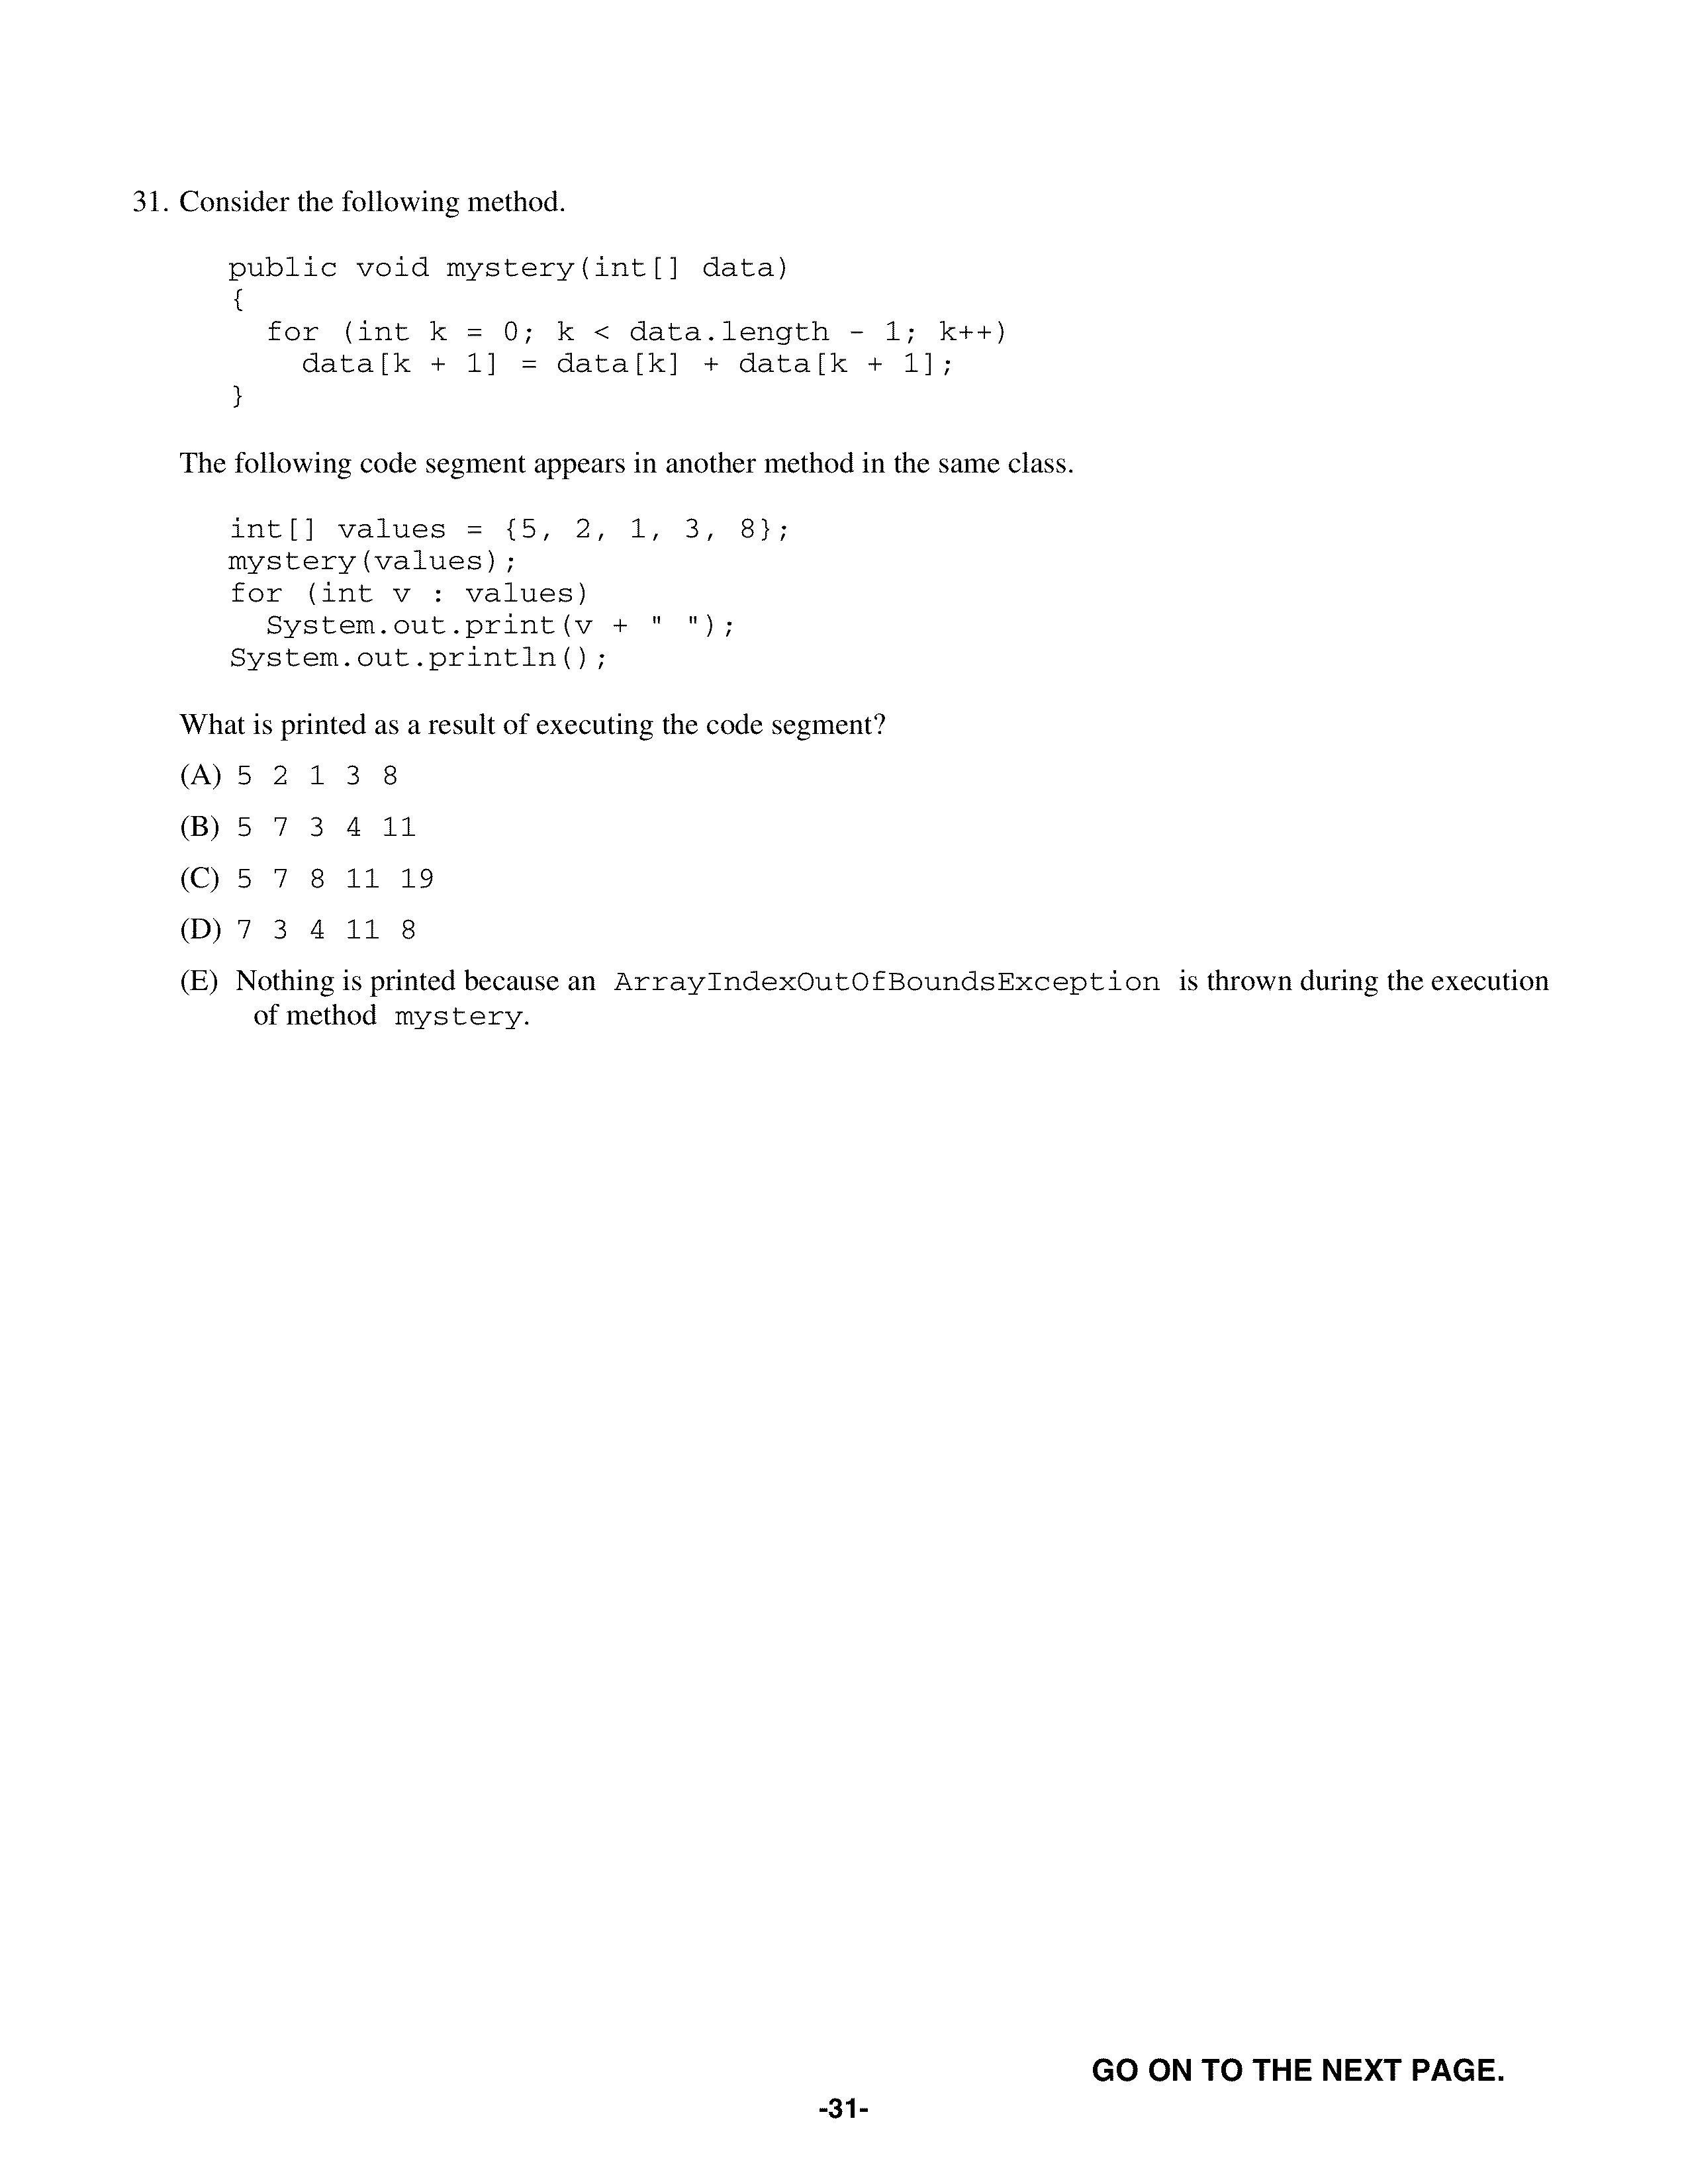 31. Consider the following method.
public void mystery(int[] data)
{
for (int k = 0; k < data.length - 1; k++)
data[k + 1] = data[k] + data[k + 1];
}
The following code segment appears in another method in the same class.
int[] values = {5, 2, 1, 3, 8};
mystery(values);
for (int v : values)
System.out.print(v + " ");
System.out.println();
What is printed as a result of executing the code segment?
(A) 5 2 1 3 8
(B) 5 7 3 4 11
(C) 5 7 8 11 19
(D) 7 3 4 11 8
(E) Nothing is printed because an ArrayIndexOutOfBoundsException is thrown during the execution
of method mystery.
GO ON TO THE NEXT PAGE.
-31-